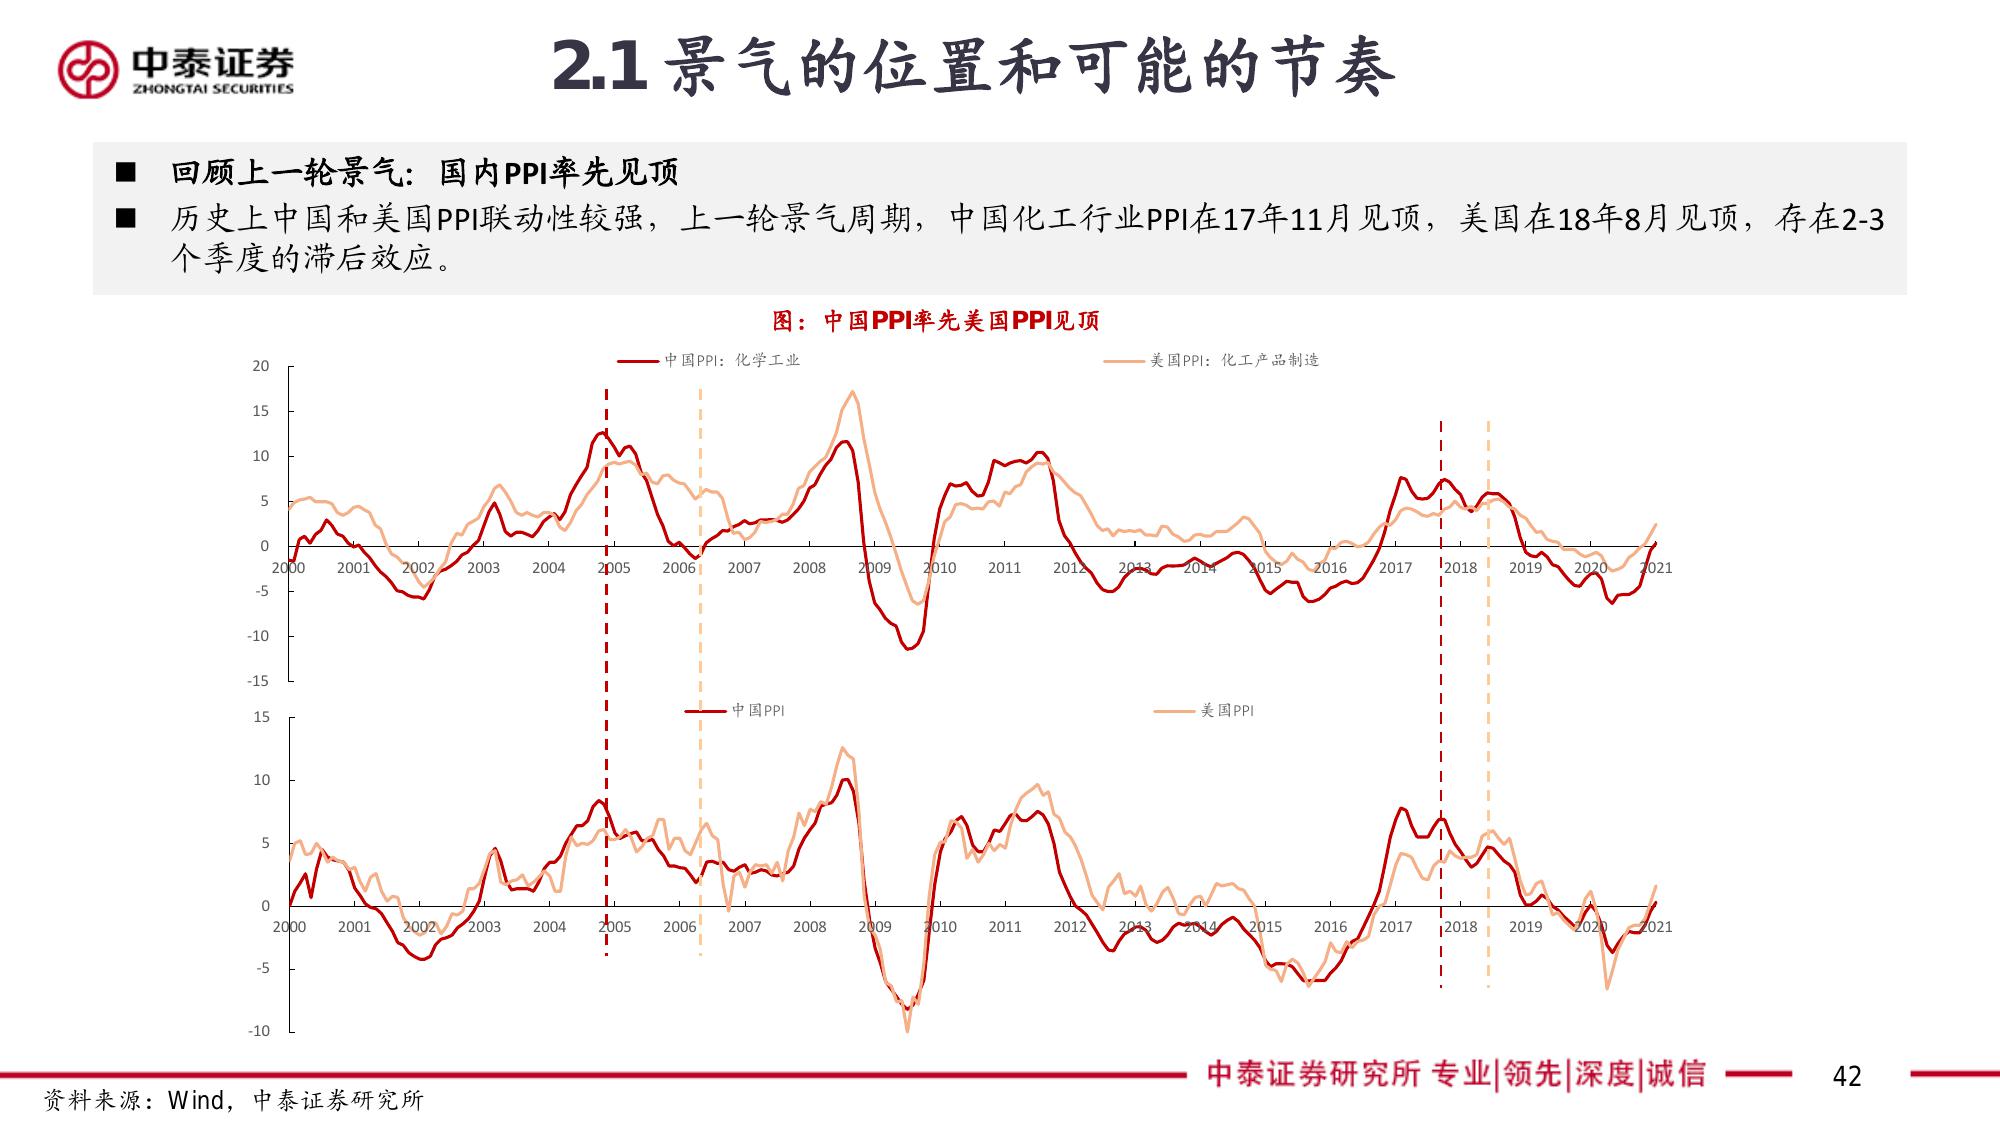 中泰证券
ZHONGTAI SECURITIES
2.1 景气的位置和可能的节奏
■ 回顾上一轮景气：国内PPI率先见顶
■ 历史上中国和美国PPI联动性较强，上一轮景气周期，中国化工行业PPI在17年11月见顶，美国在18年8月见顶，存在2-3
个季度的滞后效应。
图：中国PPI率先美国PPI见顶
中国PPI：化学工业 美国PPI：化工产品制造
20
15
10
5
0
2000 2001 2002 2003 2004 2005 2006 2007 2008 2009 2010 2011 2012 2013 2014 2015 2016 2017 2018 2019 2020 2021
-5
-10
-15
中国PPI 美国PPI
15
10
5
0
2000 2001 2002 2003 2004 2005 2006 2007 2008 2009 2010 2011 2012 2013 2014 2015 2016 2017 2018 2019 2020 2021
-5
-10
中泰证券研究所 专业|领先|深度|诚信
42
资料来源：Wind，中泰证券研究所